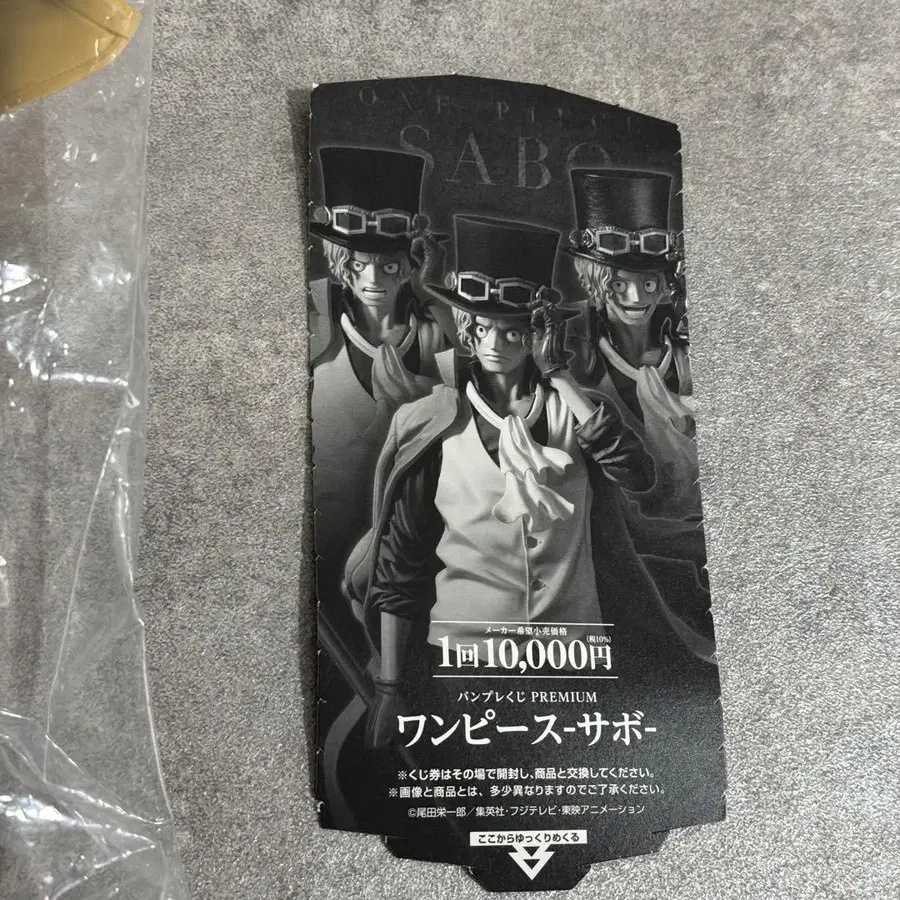 ONE PIECE
SABO
メーカー希望小売価格
1回10,000円(税10%)
バンプレくじ PREMIUM
ワンピース-サボ-
※くじ券はその場で開封し、商品と交換してください。
※画像と商品とは、多少異なりますのでご了承ください。
©尾田栄一郎／集英社・フジテレビ・東映アニメーション
ここからゆっくりめくる